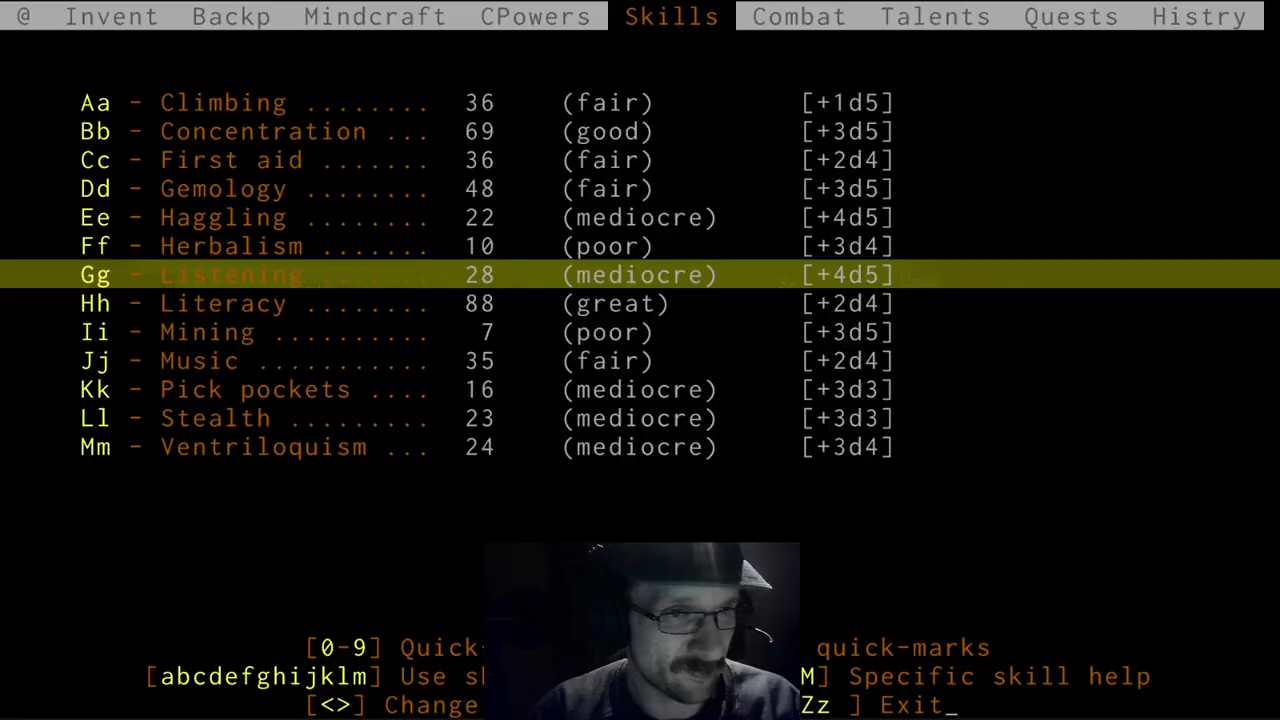 @ Invent Backp Mindcraft CPowers Skills Combat Talents Quests Histry
Aa - Climbing ........ 36 (fair) [+1d5]
Bb - Concentration ... 69 (good) [+3d5]
Cc - First aid ....... 36 (fair) [+2d4]
Dd - Gemology ........ 48 (fair) [+3d5]
Ee - Haggling ........ 22 (mediocre) [+4d5]
Ff - Herbalism ....... 10 (poor) [+3d4]
Gg - Listening ....... 28 (mediocre) [+4d5]
Hh - Literacy ........ 88 (great) [+2d4]
Ii - Mining .......... 7 (poor) [+3d5]
Jj - Music ........... 35 (fair) [+2d4]
Kk - Pick pockets .... 16 (mediocre) [+3d3]
Ll - Stealth ......... 23 (mediocre) [+3d3]
Mm - Ventriloquism ... 24 (mediocre) [+3d4]
[0-9] Quick- quick-marks
[abcdefghijklm] Use M] Specific skill help
[<>] Change Zz ] Exit_